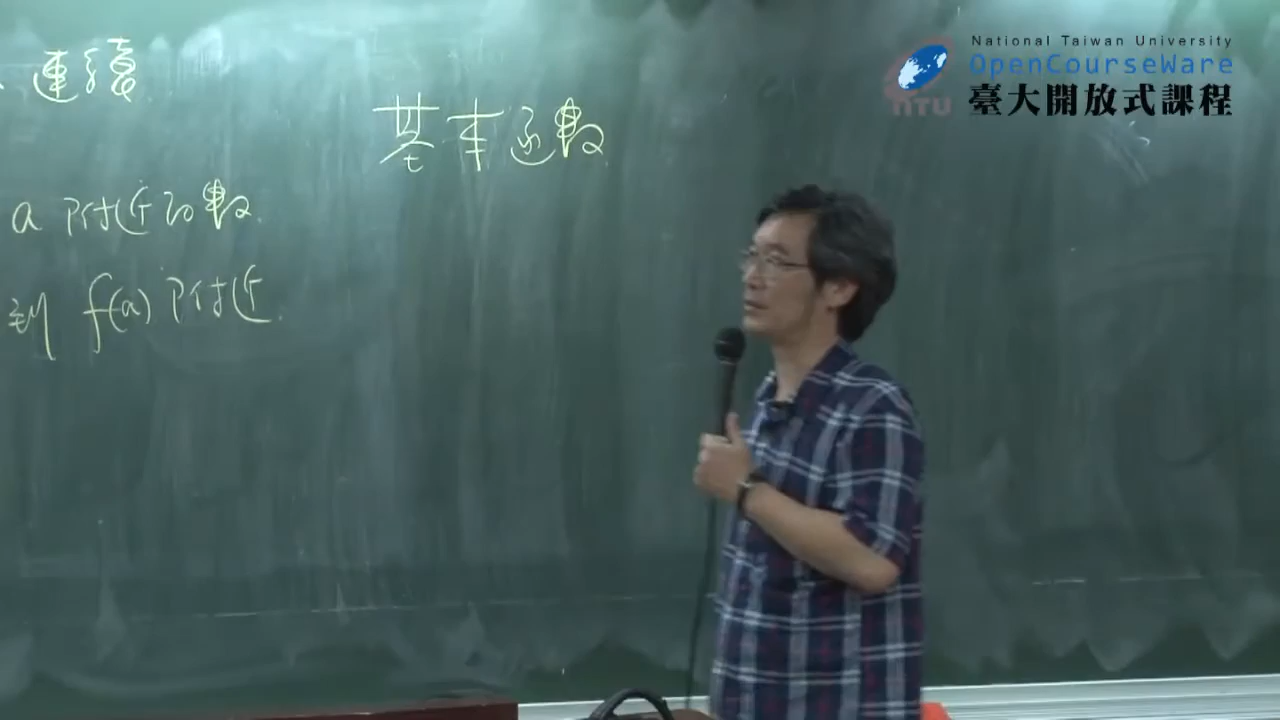 連續
基本函數
a 附近的數
到 f(a) 附近
National Taiwan University
OpenCourseWare
臺大開放式課程
NTU